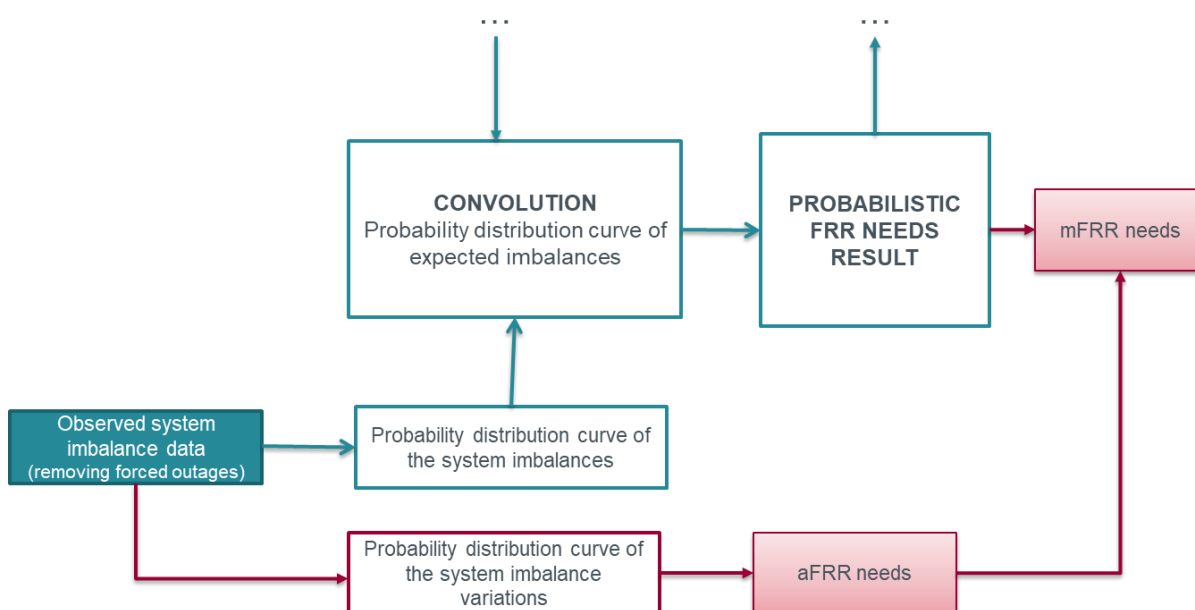 ...
...
CONVOLUTION
Probability distribution curve of
expected imbalances
PROBABILISTIC
FRR NEEDS
RESULT
mFRR needs
Observed system
imbalance data
(removing forced outages)
Probability distribution curve of
the system imbalances
Probability distribution curve of
the system imbalance
variations
aFRR needs